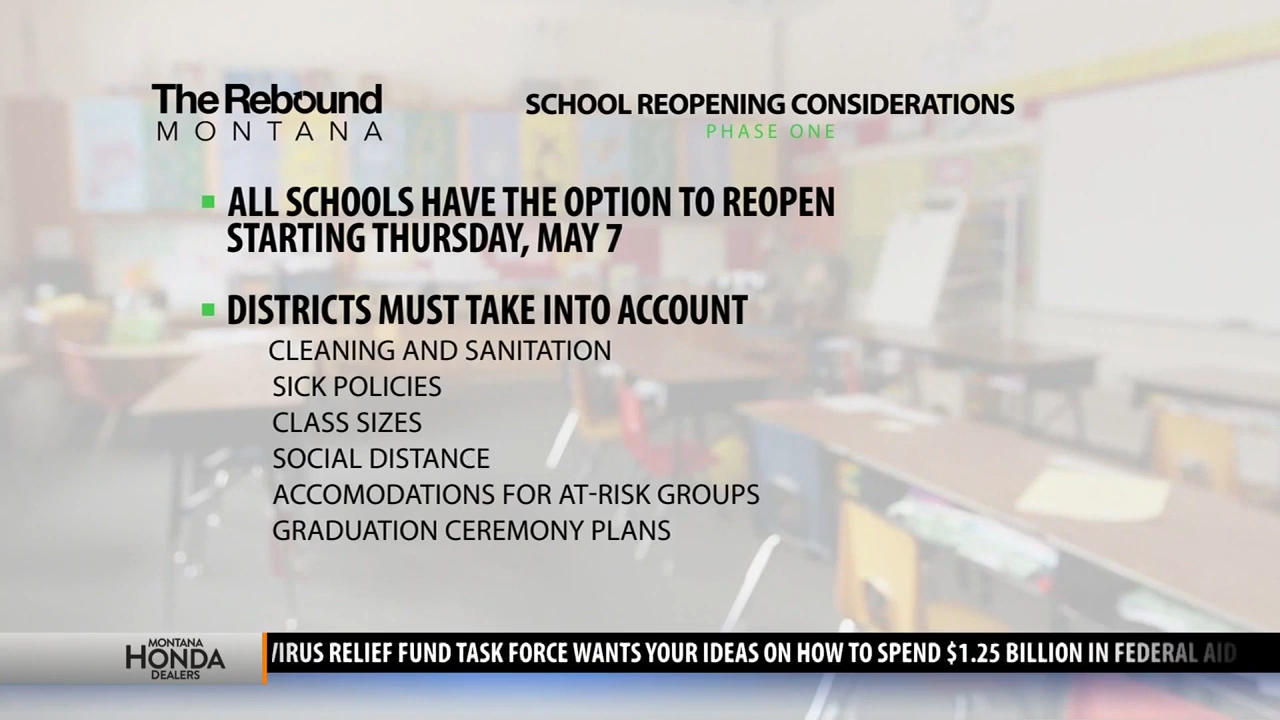 The Rebound
MONTANA
SCHOOL REOPENING CONSIDERATIONS
PHASE ONE
ALL SCHOOLS HAVE THE OPTION TO REOPEN
STARTING THURSDAY, MAY 7
DISTRICTS MUST TAKE INTO ACCOUNT
CLEANING AND SANITATION
SICK POLICIES
CLASS SIZES
SOCIAL DISTANCE
ACCOMODATIONS FOR AT-RISK GROUPS
GRADUATION CEREMONY PLANS
MONTANA
HONDA
DEALERS
VIRUS RELIEF FUND TASK FORCE WANTS YOUR IDEAS ON HOW TO SPEND $1.25 BILLION IN FEDERAL AID